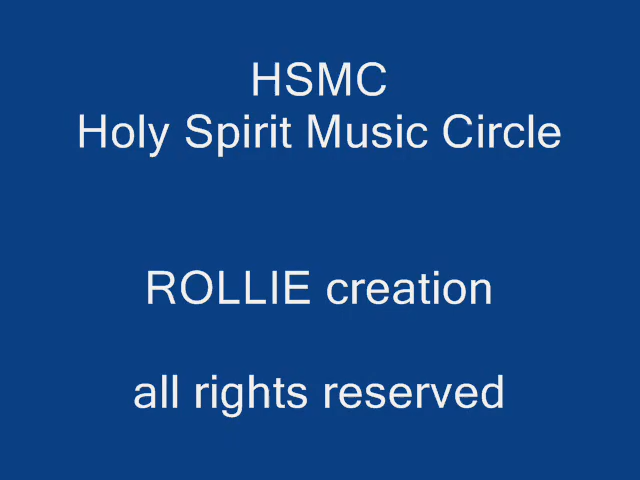 HSMC
Holy Spirit Music Circle
ROLLIE creation
all rights reserved